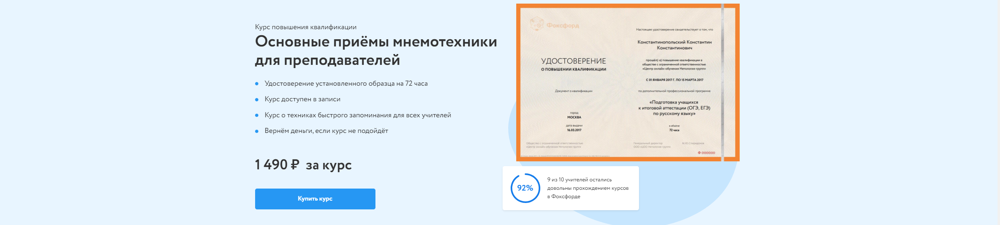 Курс повышения квалификации
Основные приёмы мнемотехники
для преподавателей
Удостоверение установленного образца на 72 часа
Курс доступен в записи
Курс о техниках быстрого запоминания для всех учителей
Вернём деньги, если курс не подойдёт
1 490 ₽ за курс
Купить курс
Фоксфорд
УДОСТОВЕРЕНИЕ
О ПОВЫШЕНИИ КВАЛИФИКАЦИИ
Документ о квалификации
город
МОСКВА
дата выдачи
16.03.2017
Общество с ограниченной ответственностью
«Центр онлайн-обучения Нетология-групп»
Настоящее удостоверение свидетельствует о том, что
Константинопольский Константин
Константинович
прошёл(-а) повышение квалификации в
обществе с ограниченной ответственностью
«Центр онлайн-обучения Нетология-групп»
С 01 ЯНВАРЯ 2017 Г. ПО 15 МАРТА 2017
по дополнительной профессиональной программе
«Подготовка учащихся
к итоговой аттестации (ОГЭ, ЕГЭ)
по русскому языку»
в объёме
72 часа
Генеральный директор М.Ю.Спиридонов
ООО «ЦОО Нетология-групп»
Ф 000000
92%
9 из 10 учителей остались
довольны прохождением курсов
в Фоксфорде